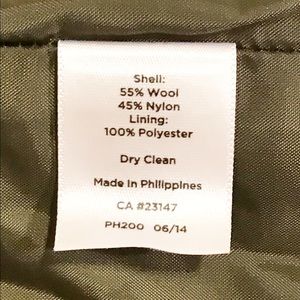 Shell:
55% Wool
45% Nylon
Lining:
100% Polyester
Dry Clean
Made in Philippines
CA #23147
PH200 06/14